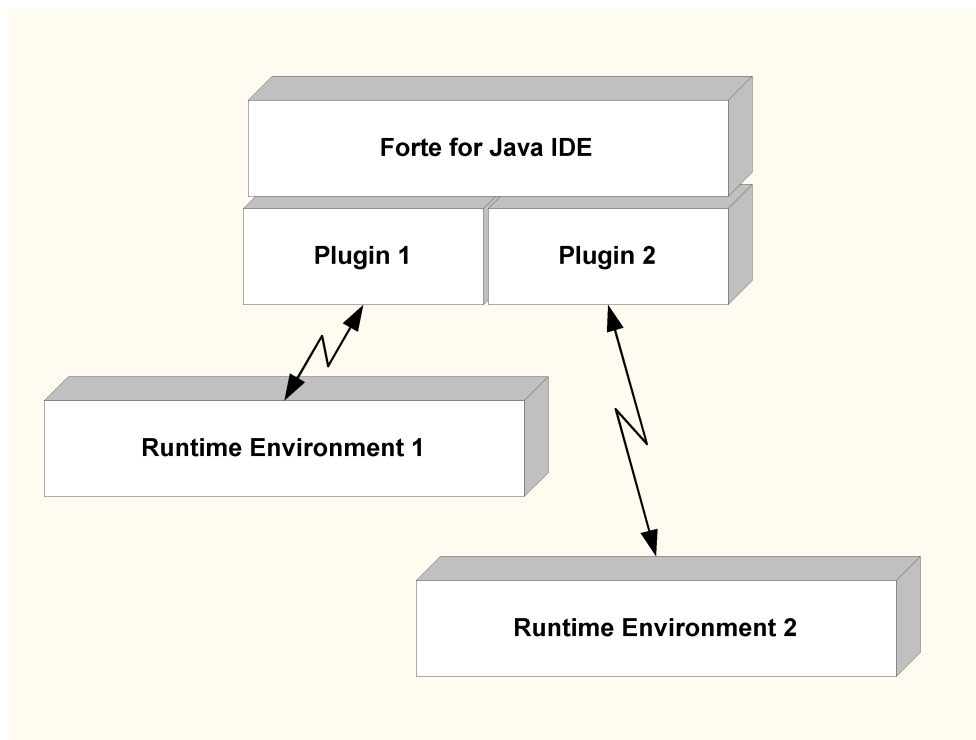 Forte for Java IDE
Plugin 1
Plugin 2
Runtime Environment 1
Runtime Environment 2